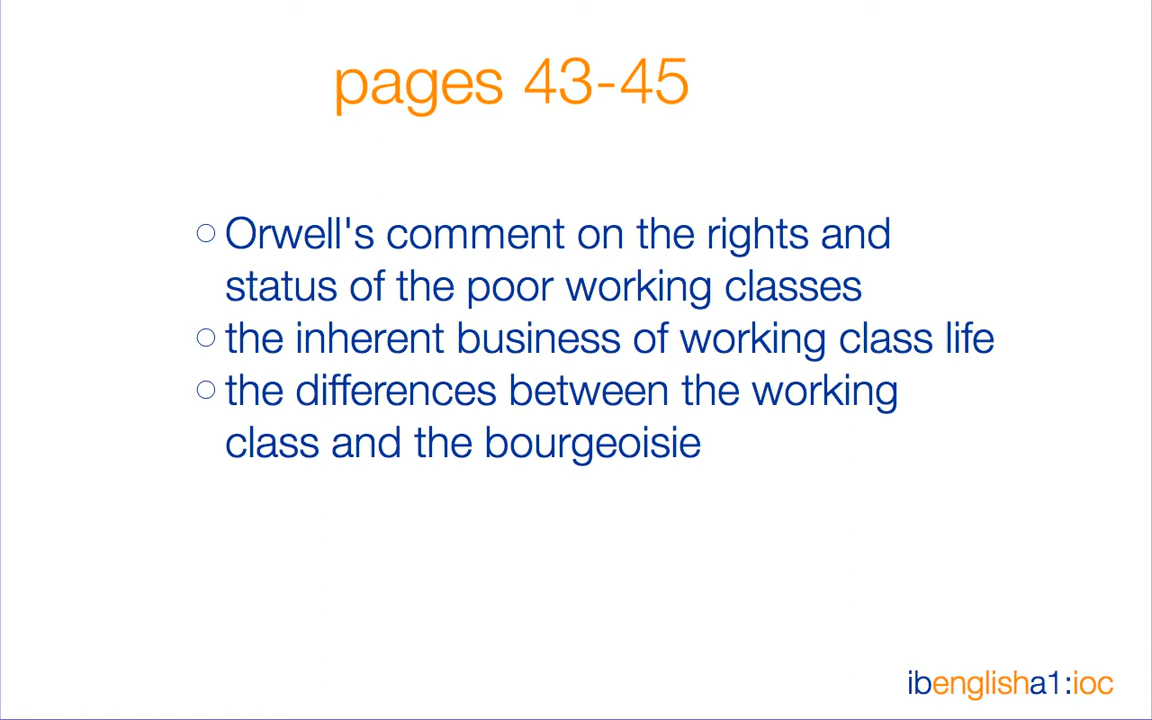 pages 43-45
Orwell's comment on the rights and
status of the poor working classes
the inherent business of working class life
the differences between the working
class and the bourgeoisie
ibenglisha1:ioc